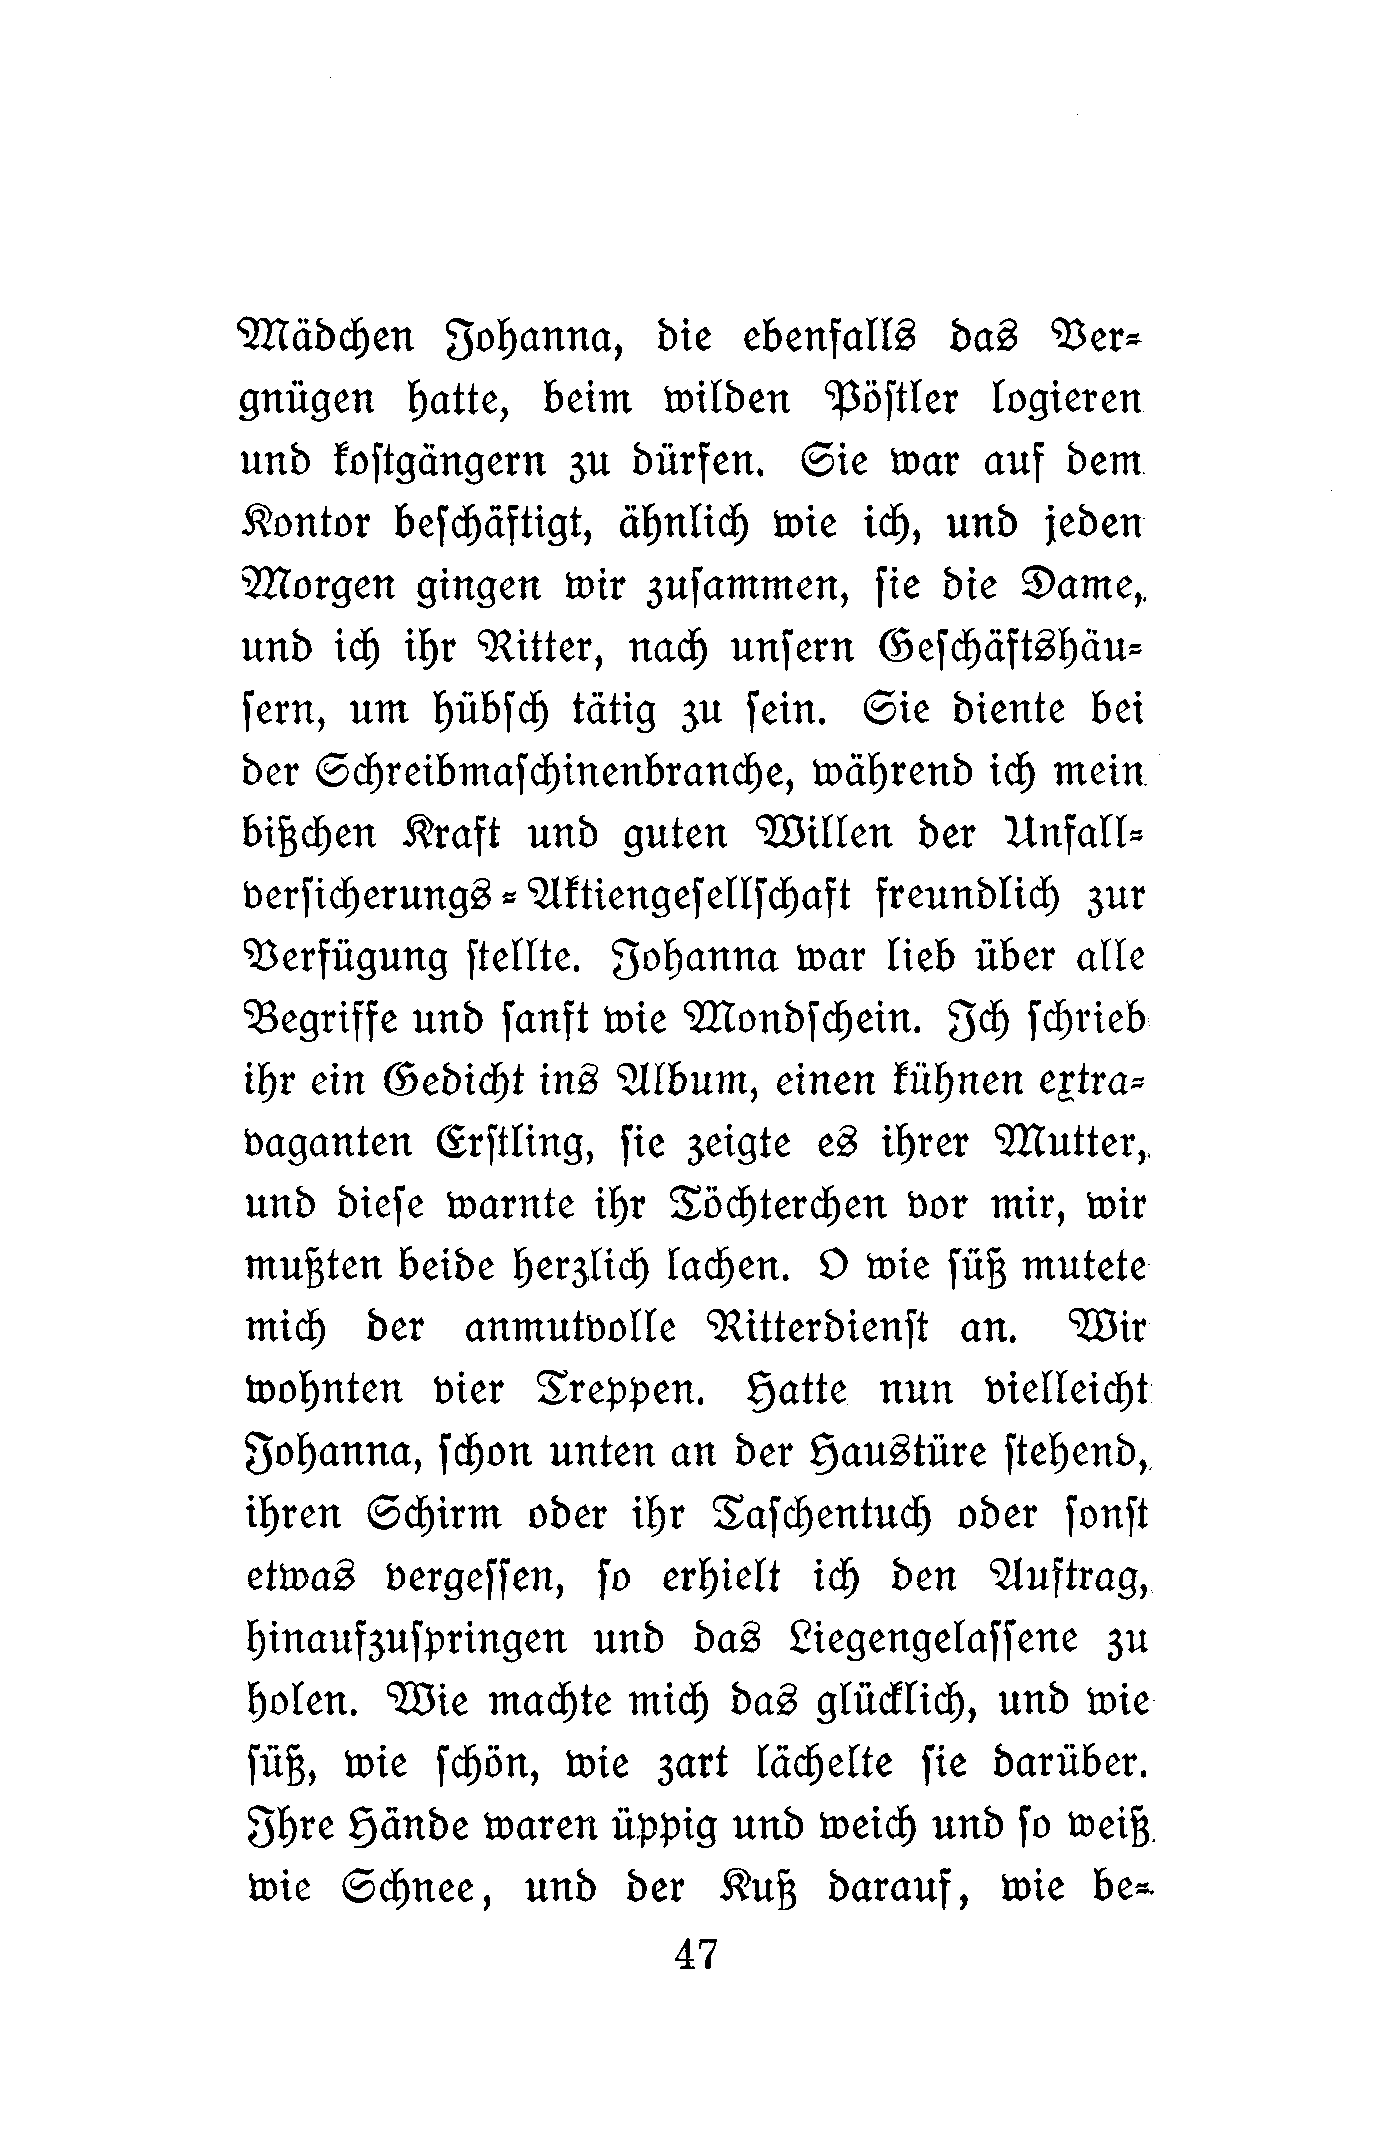 Mädchen Johanna, die ebenfalls das Ver⸗
gnügen hatte, beim wilden Pöſtler logieren
und koſtgängern zu dürfen. Sie war auf dem
Kontor beſchäftigt, ähnlich wie ich, und jeden
Morgen gingen wir zuſammen, ſie die Dame,
und ich ihr Ritter, nach unſern Geſchäftshäu⸗
ſern, um hübſch tätig zu ſein. Sie diente bei
der Schreibmaſchinenbranche, während ich mein
bißchen Kraft und guten Willen der Unfall⸗
verſicherungs⸗Aktiengeſellſchaft freundlich zur
Verfügung ſtellte. Johanna war lieb über alle
Begriffe und ſanft wie Mondſchein. Ich ſchrieb
ihr ein Gedicht ins Album, einen kühnen extra⸗
vaganten Erſtling, ſie zeigte es ihrer Mutter,
und dieſe warnte ihr Töchterchen vor mir, wir
mußten beide herzlich lachen. O wie ſüß mutete
mich der anmutvolle Ritterdienſt an. Wir
wohnten vier Treppen. Hatte nun vielleicht
Johanna, ſchon unten an der Haustüre ſtehend,
ihren Schirm oder ihr Taſchentuch oder ſonſt
etwas vergeſſen, ſo erhielt ich den Auftrag,
hinaufzuſpringen und das Liegengelaſſene zu
holen. Wie machte mich das glücklich, und wie
ſüß, wie ſchön, wie zart lächelte ſie darüber.
Ihre Hände waren üppig und weich und ſo weiß
wie Schnee, und der Kuß darauf, wie be⸗
47